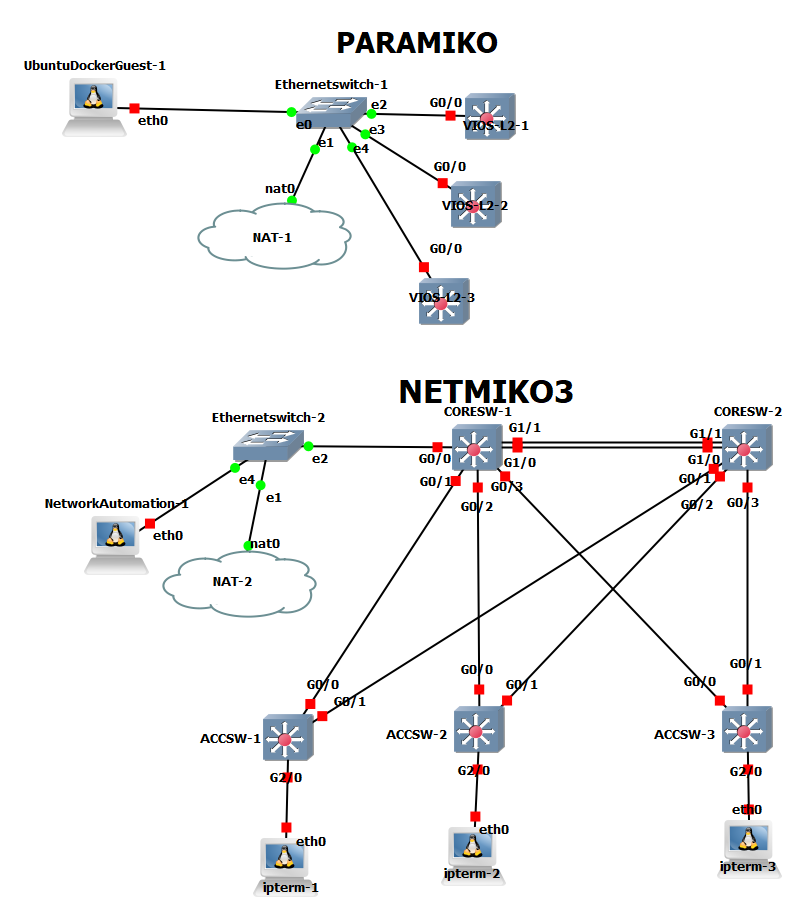 PARAMIKO
UbuntuDockerGuest-1
Ethernetswitch-1
eth0
e0
e2
G0/0
VIOS-L2-1
e1
e3
e4
G0/0
VIOS-L2-2
nat0
NAT-1
G0/0
VIOS-L2-3
NETMIKO3
Ethernetswitch-2
CORESW-1
CORESW-2
e2
G0/0
G1/1
G1/1
G1/0
G1/0
e4
e1
G0/1
G0/3
G0/1
G0/2
G0/2
G0/3
NetworkAutomation-1
eth0
nat0
NAT-2
G0/0
G0/1
G0/0
G0/1
G0/0
G0/1
ACCSW-1
ACCSW-2
ACCSW-3
G2/0
G2/0
G2/0
eth0
eth0
eth0
ipterm-1
ipterm-2
ipterm-3